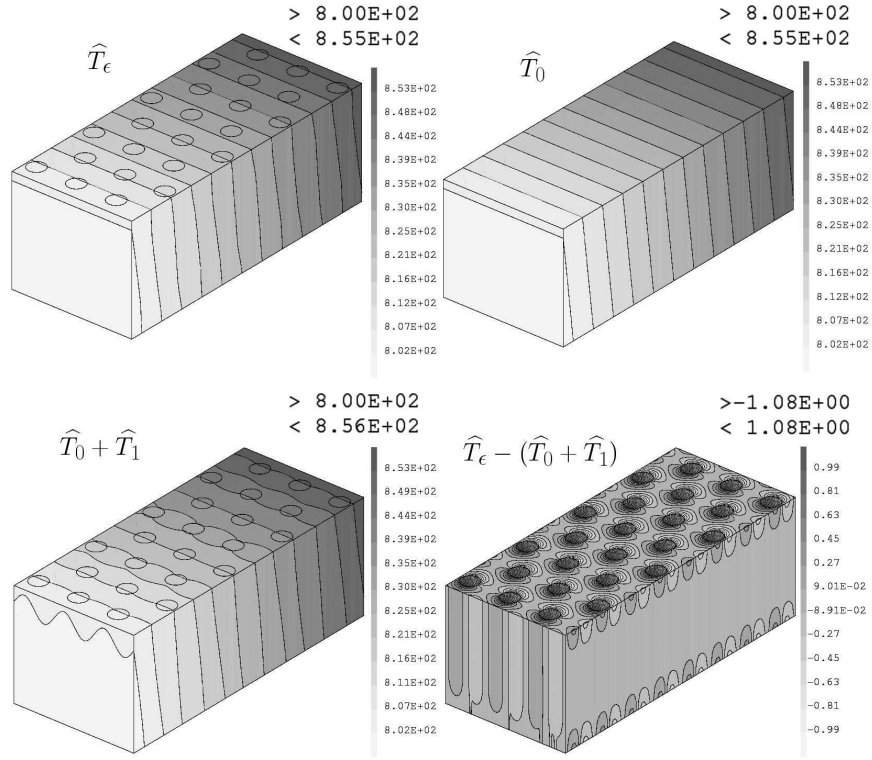 > 8.00E+02
< 8.55E+02
T̂_ϵ
8.53E+02
8.48E+02
8.44E+02
8.39E+02
8.35E+02
8.30E+02
8.25E+02
8.21E+02
8.16E+02
8.12E+02
8.07E+02
8.02E+02
> 8.00E+02
< 8.55E+02
T̂_0
8.53E+02
8.48E+02
8.44E+02
8.39E+02
8.35E+02
8.30E+02
8.25E+02
8.21E+02
8.16E+02
8.12E+02
8.07E+02
8.02E+02
> 8.00E+02
< 8.56E+02
T̂_0 + T̂_1
8.53E+02
8.49E+02
8.44E+02
8.39E+02
8.35E+02
8.30E+02
8.25E+02
8.21E+02
8.16E+02
8.11E+02
8.07E+02
8.02E+02
>-1.08E+00
< 1.08E+00
T̂_ϵ − (T̂_0 + T̂_1)
0.99
0.81
0.63
0.45
0.27
9.01E-02
-8.91E-02
-0.27
-0.45
-0.63
-0.81
-0.99